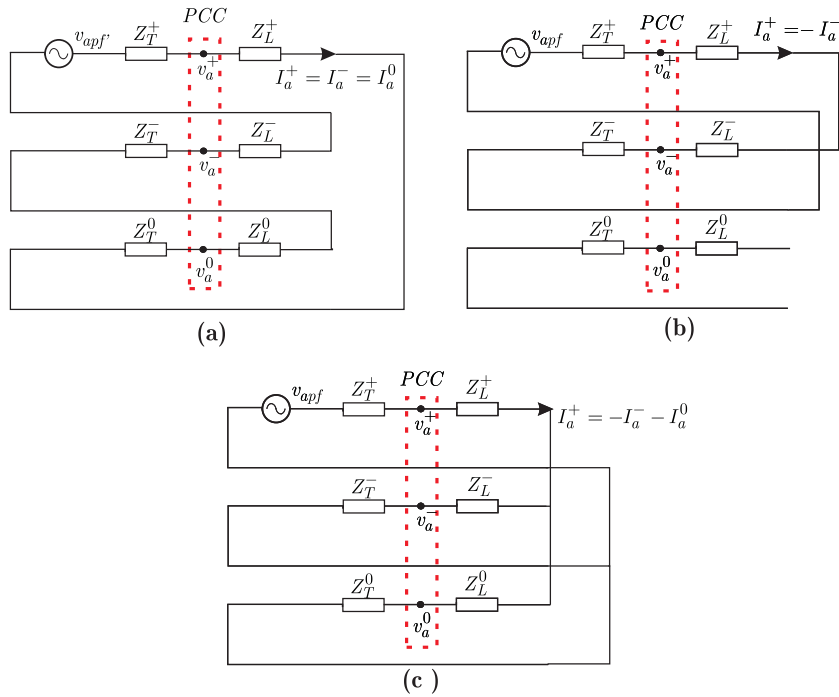 PCC
v_{apf'} Z_T^+ Z_L^+
v_a^+
I_a^+ = I_a^- = I_a^0
Z_T^- Z_L^-
v_a^-
Z_T^0 Z_L^0
v_a^0
(a)
PCC
v_{apf} Z_T^+ Z_L^+ I_a^+ = - I_a^-
v_a^+
Z_T^- Z_L^-
v_a^-
Z_T^0 Z_L^0
v_a^0
(b)
PCC
v_{apf} Z_T^+ Z_L^+
v_a^+ I_a^+ = -I_a^- - I_a^0
Z_T^- Z_L^-
v_a^-
Z_T^0 Z_L^0
v_a^0
(c )